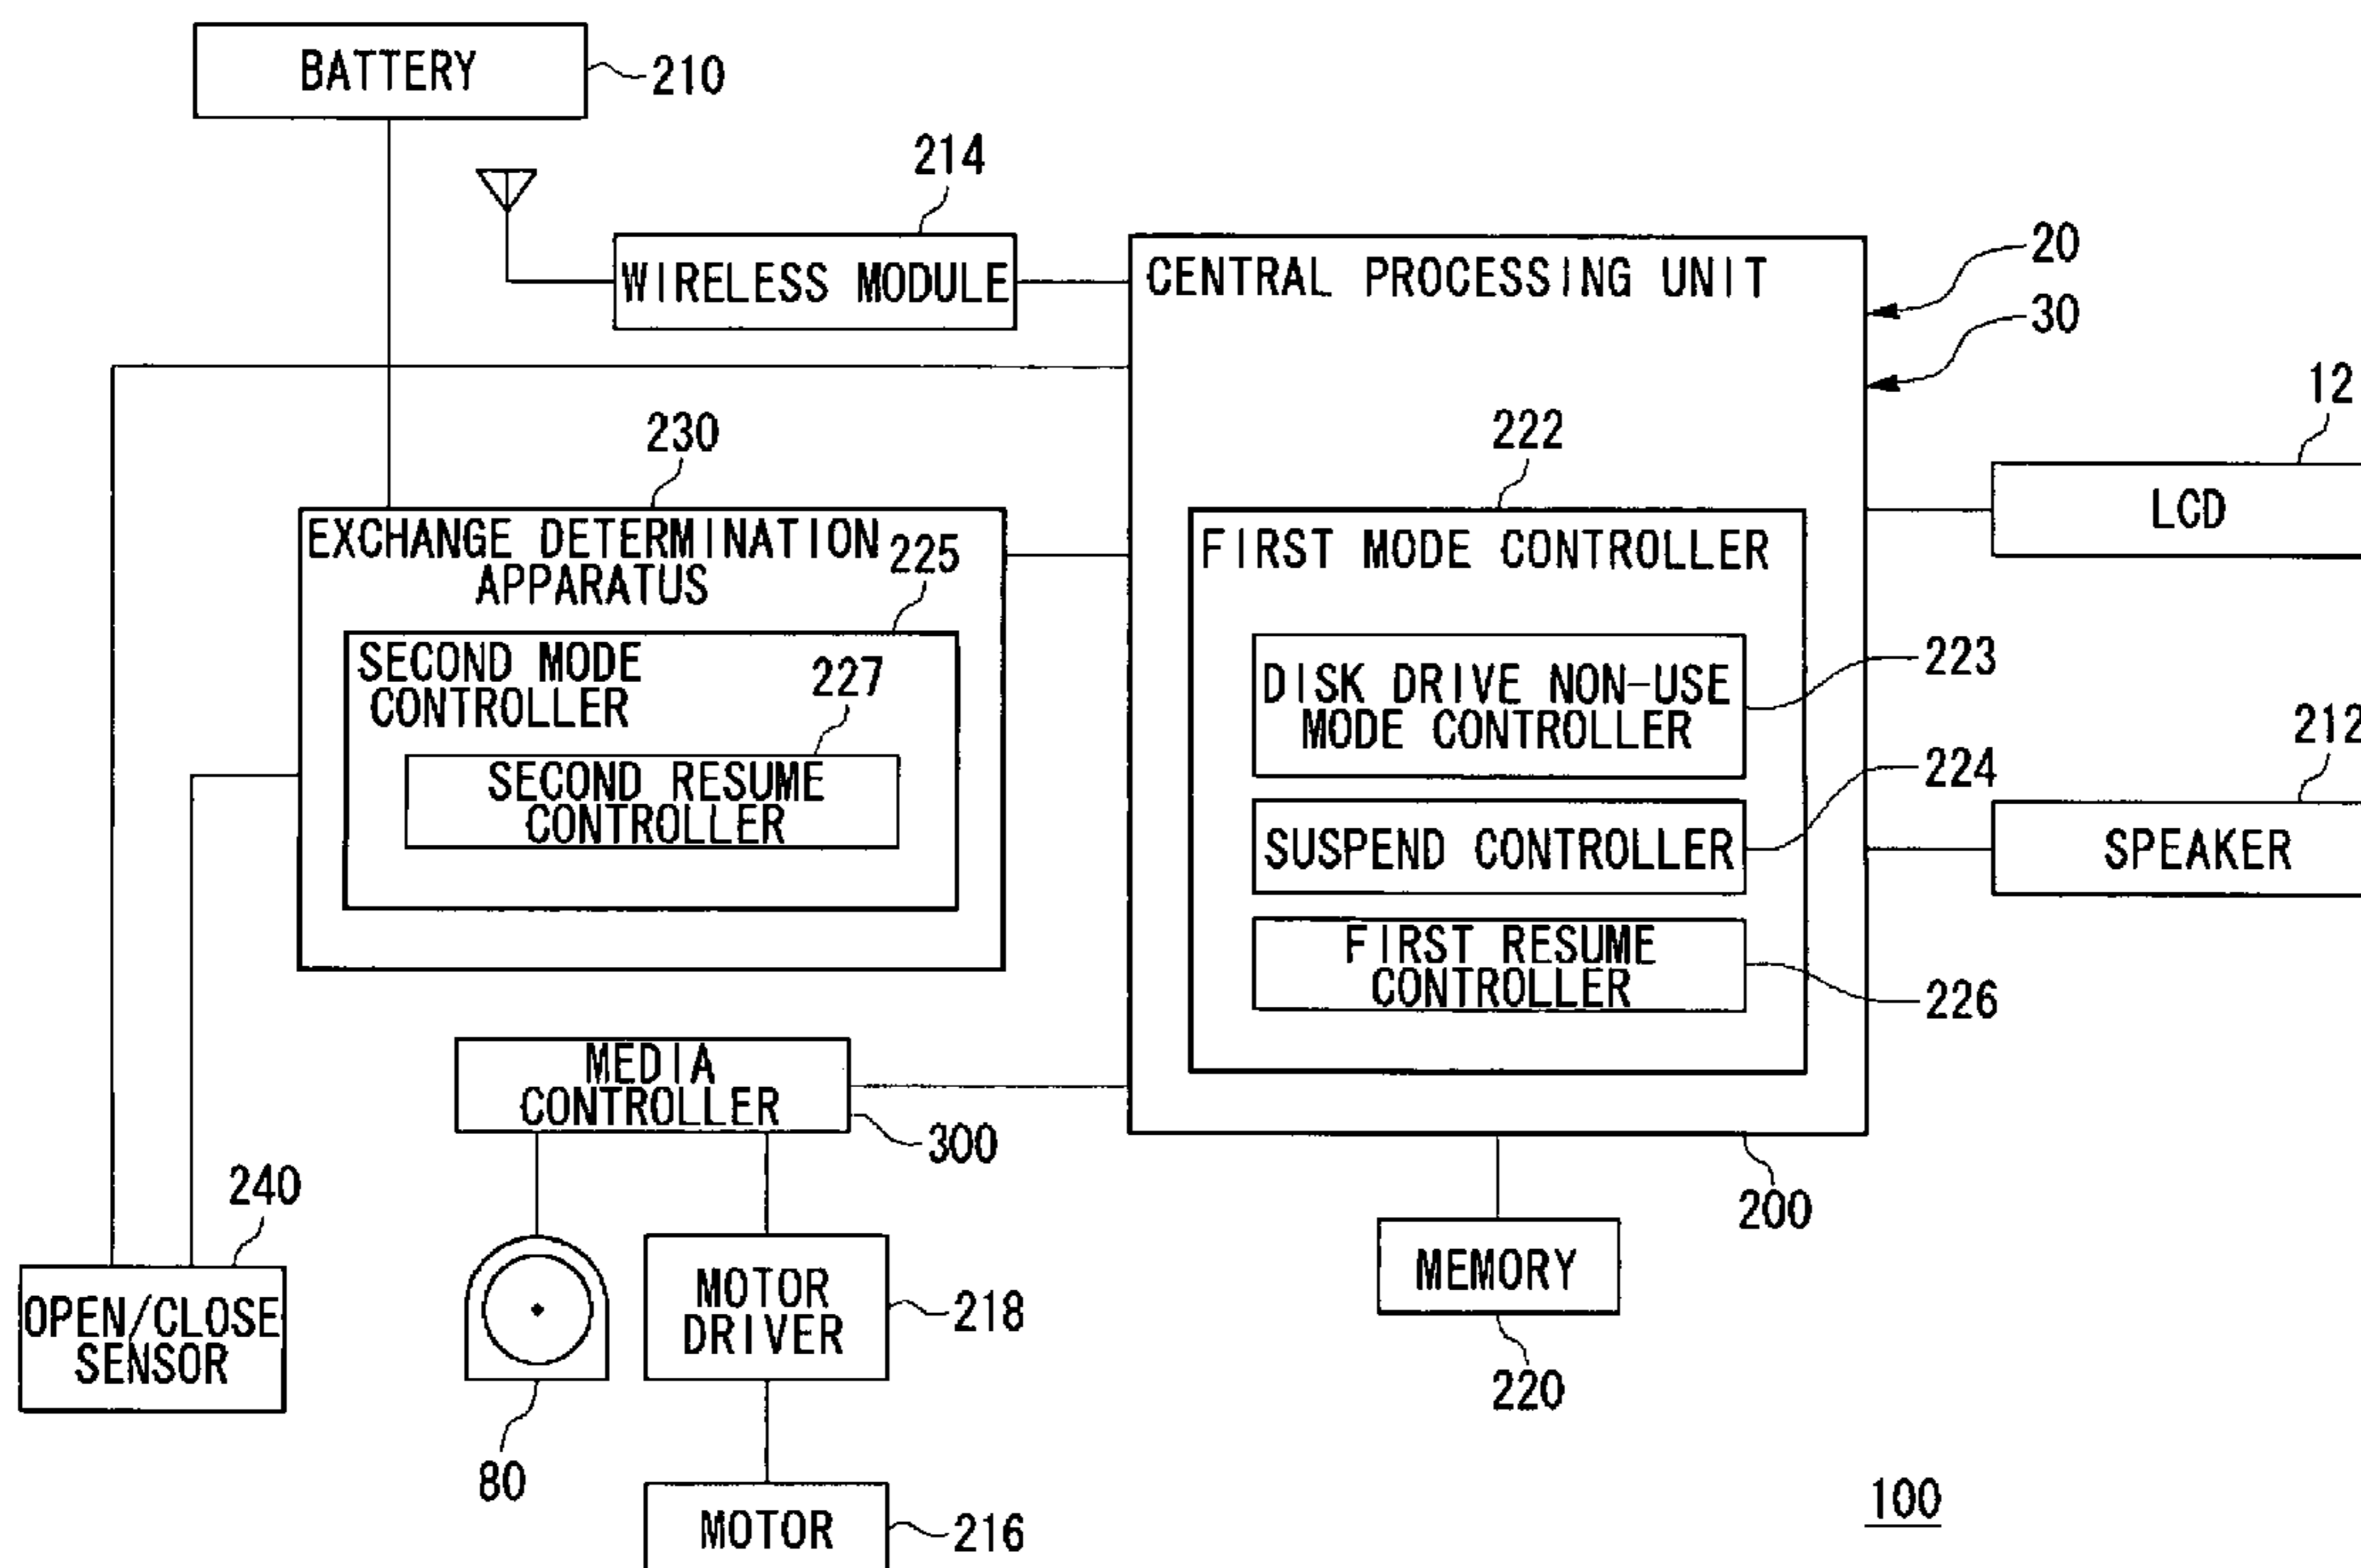 BATTERY
210
214
WIRELESS MODULE
CENTRAL PROCESSING UNIT
20
30
12
LCD
230
EXCHANGE DETERMINATION
APPARATUS
225
SECOND MODE
CONTROLLER
227
SECOND RESUME
CONTROLLER
222
FIRST MODE CONTROLLER
DISK DRIVE NON-USE
MODE CONTROLLER
223
SUSPEND CONTROLLER
224
FIRST RESUME
CONTROLLER
226
212
SPEAKER
MEDIA
CONTROLLER
300
200
240
OPEN/CLOSE
SENSOR
80
MOTOR
DRIVER
218
MEMORY
220
MOTOR
216
100